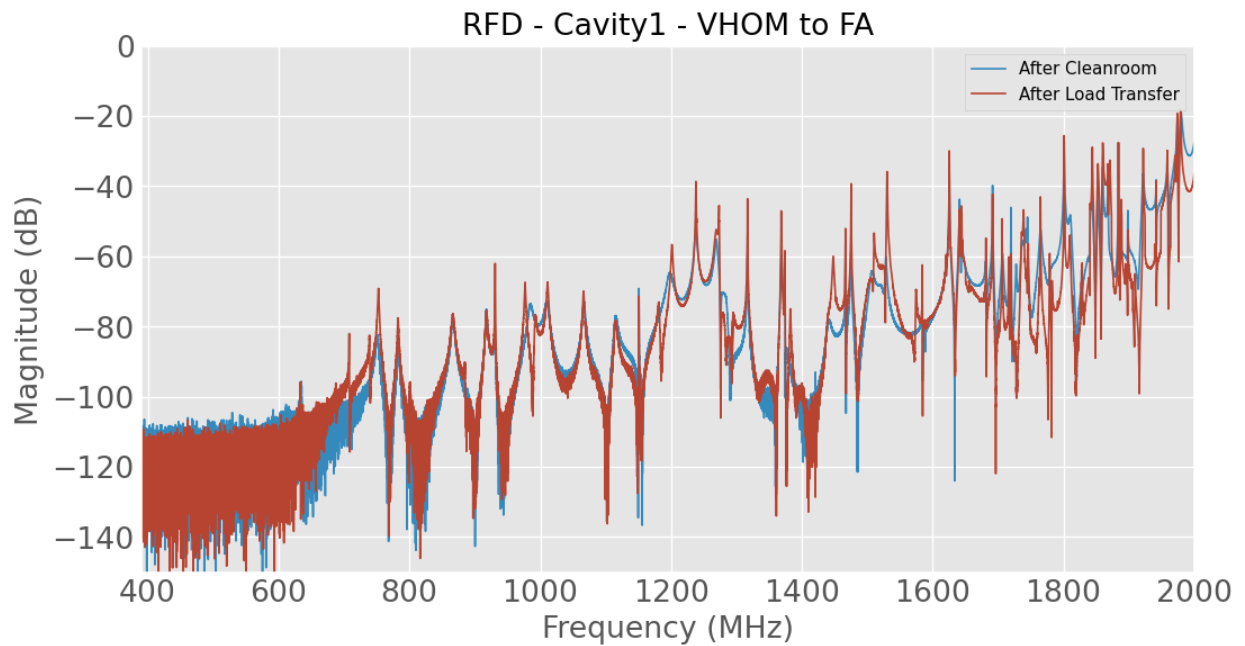 RFD - Cavity1 - VHOM to FA
0
−20
−40
−60
−80
−100
−120
−140
Magnitude (dB)
After Cleanroom
After Load Transfer
400 600 800 1000 1200 1400 1600 1800 2000
Frequency (MHz)